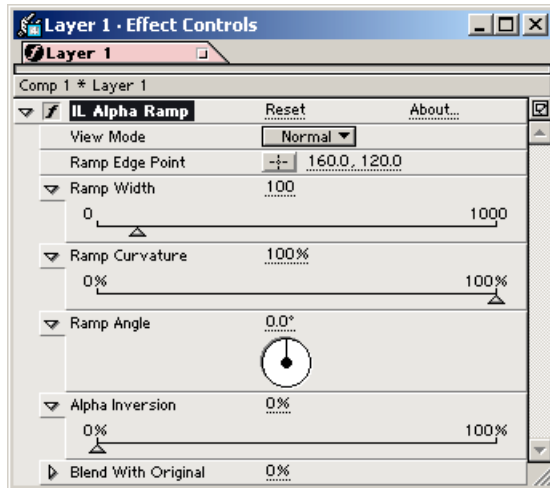 Layer 1 · Effect Controls
Layer 1
Comp 1 * Layer 1
IL Alpha Ramp Reset About...
View Mode Normal
Ramp Edge Point 160.0, 120.0
Ramp Width 100
0 1000
Ramp Curvature 100%
0% 100%
Ramp Angle 0.0°
Alpha Inversion 0%
0% 100%
Blend With Original 0%